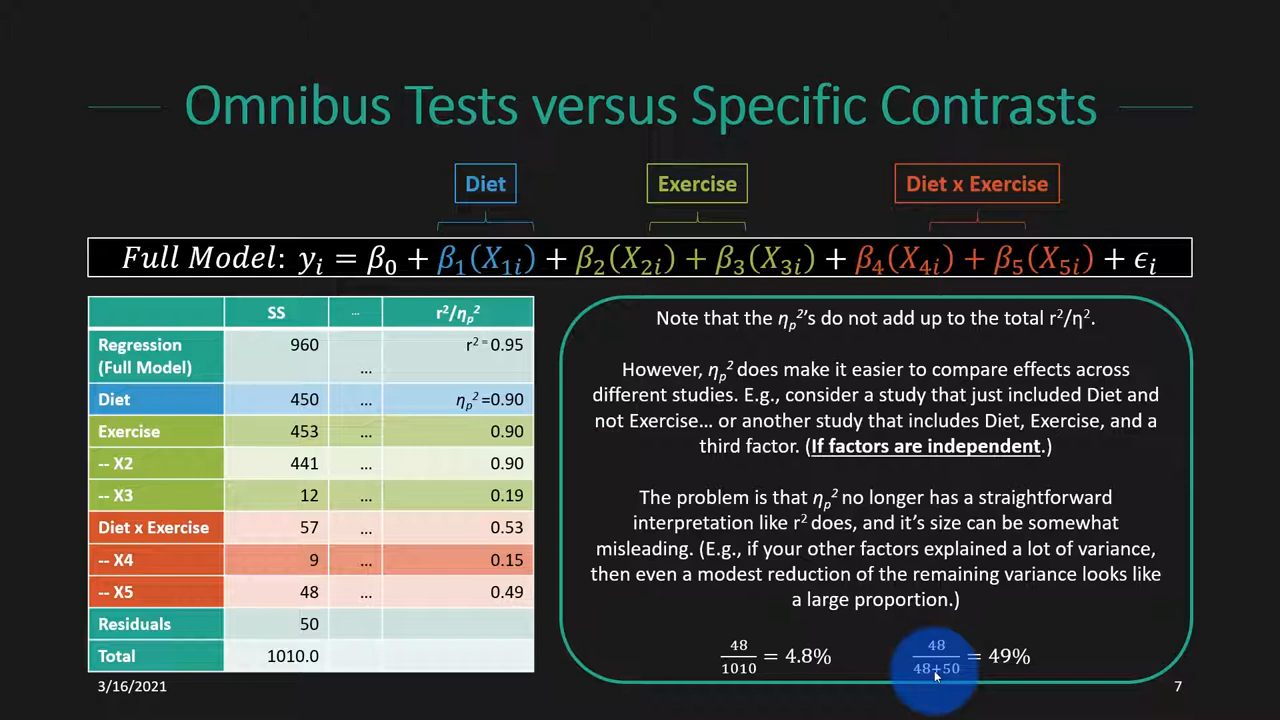 Omnibus Tests versus Specific Contrasts
Diet Exercise Diet x Exercise
Full Model: yᵢ = β₀ + β₁(X₁ᵢ) + β₂(X₂ᵢ) + β₃(X₃ᵢ) + β₄(X₄ᵢ) + β₅(X₅ᵢ) + ϵᵢ
SS ... r²/ηₚ²
Regression 960 r² = 0.95
(Full Model) ...
Diet 450 ... ηₚ²=0.90
Exercise 453 ... 0.90
-- X2 441 ... 0.90
-- X3 12 ... 0.19
Diet x Exercise 57 ... 0.53
-- X4 9 ... 0.15
-- X5 48 ... 0.49
Residuals 50
Total 1010.0
Note that the ηₚ²'s do not add up to the total r²/η².
However, ηₚ² does make it easier to compare effects across
different studies. E.g., consider a study that just included Diet and
not Exercise... or another study that includes Diet, Exercise, and a
third factor. (If factors are independent.)
The problem is that ηₚ² no longer has a straightforward
interpretation like r² does, and it's size can be somewhat
misleading. (E.g., if your other factors explained a lot of variance,
then even a modest reduction of the remaining variance looks like
a large proportion.)
48/1010 = 4.8% 48/48+50 = 49%
3/16/2021 7